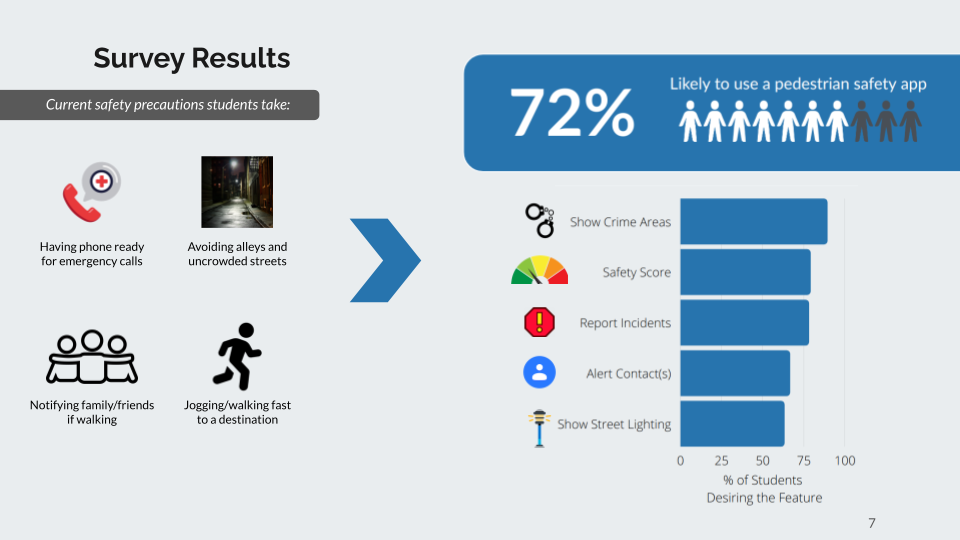 Survey Results
Current safety precautions students take:
Having phone ready
for emergency calls
Avoiding alleys and
uncrowded streets
Notifying family/friends
if walking
Jogging/walking fast
to a destination
72%
Likely to use a pedestrian safety app
Show Crime Areas
Safety Score
Report Incidents
Alert Contact(s)
Show Street Lighting
0 25 50 75 100
% of Students
Desiring the Feature
7